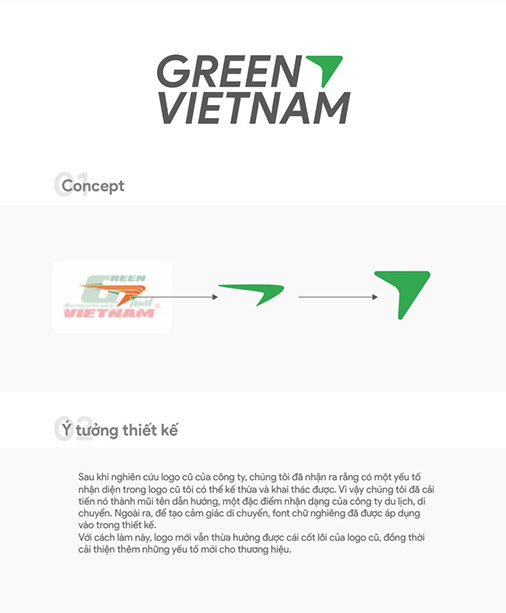 GREEN
VIETNAM
01
Concept
GREEN
Travel
VIETNAM
02
Ý tưởng thiết kế
Sau khi nghiên cứu logo cũ của công ty, chúng tôi đã nhận ra rằng có một yếu tố
nhận diện trong logo cũ tôi có thể kế thừa và khai thác được. Vì vậy chúng tôi đã cải
tiến nó thành mũi tên dẫn hướng, một đặc điểm nhận dạng của công ty du lịch, di
chuyển. Ngoài ra, để tạo cảm giác di chuyển, font chữ nghiêng đã được áp dụng
vào trong thiết kế.
Với cách làm này, logo mới vẫn thừa hưởng được cái cốt lõi của logo cũ, đồng thời
cải thiện thêm những yếu tố mới cho thương hiệu.